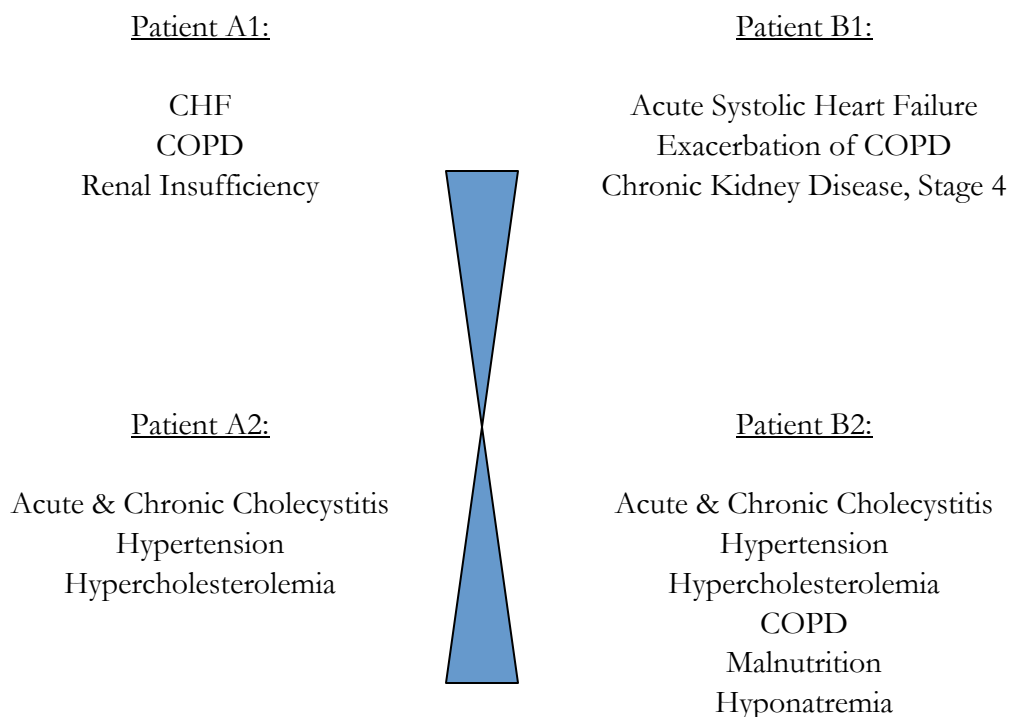 Patient A1:
CHF
COPD
Renal Insufficiency
Patient B1:
Acute Systolic Heart Failure
Exacerbation of COPD
Chronic Kidney Disease, Stage 4
Patient A2:
Acute & Chronic Cholecystitis
Hypertension
Hypercholesterolemia
Patient B2:
Acute & Chronic Cholecystitis
Hypertension
Hypercholesterolemia
COPD
Malnutrition
Hyponatremia